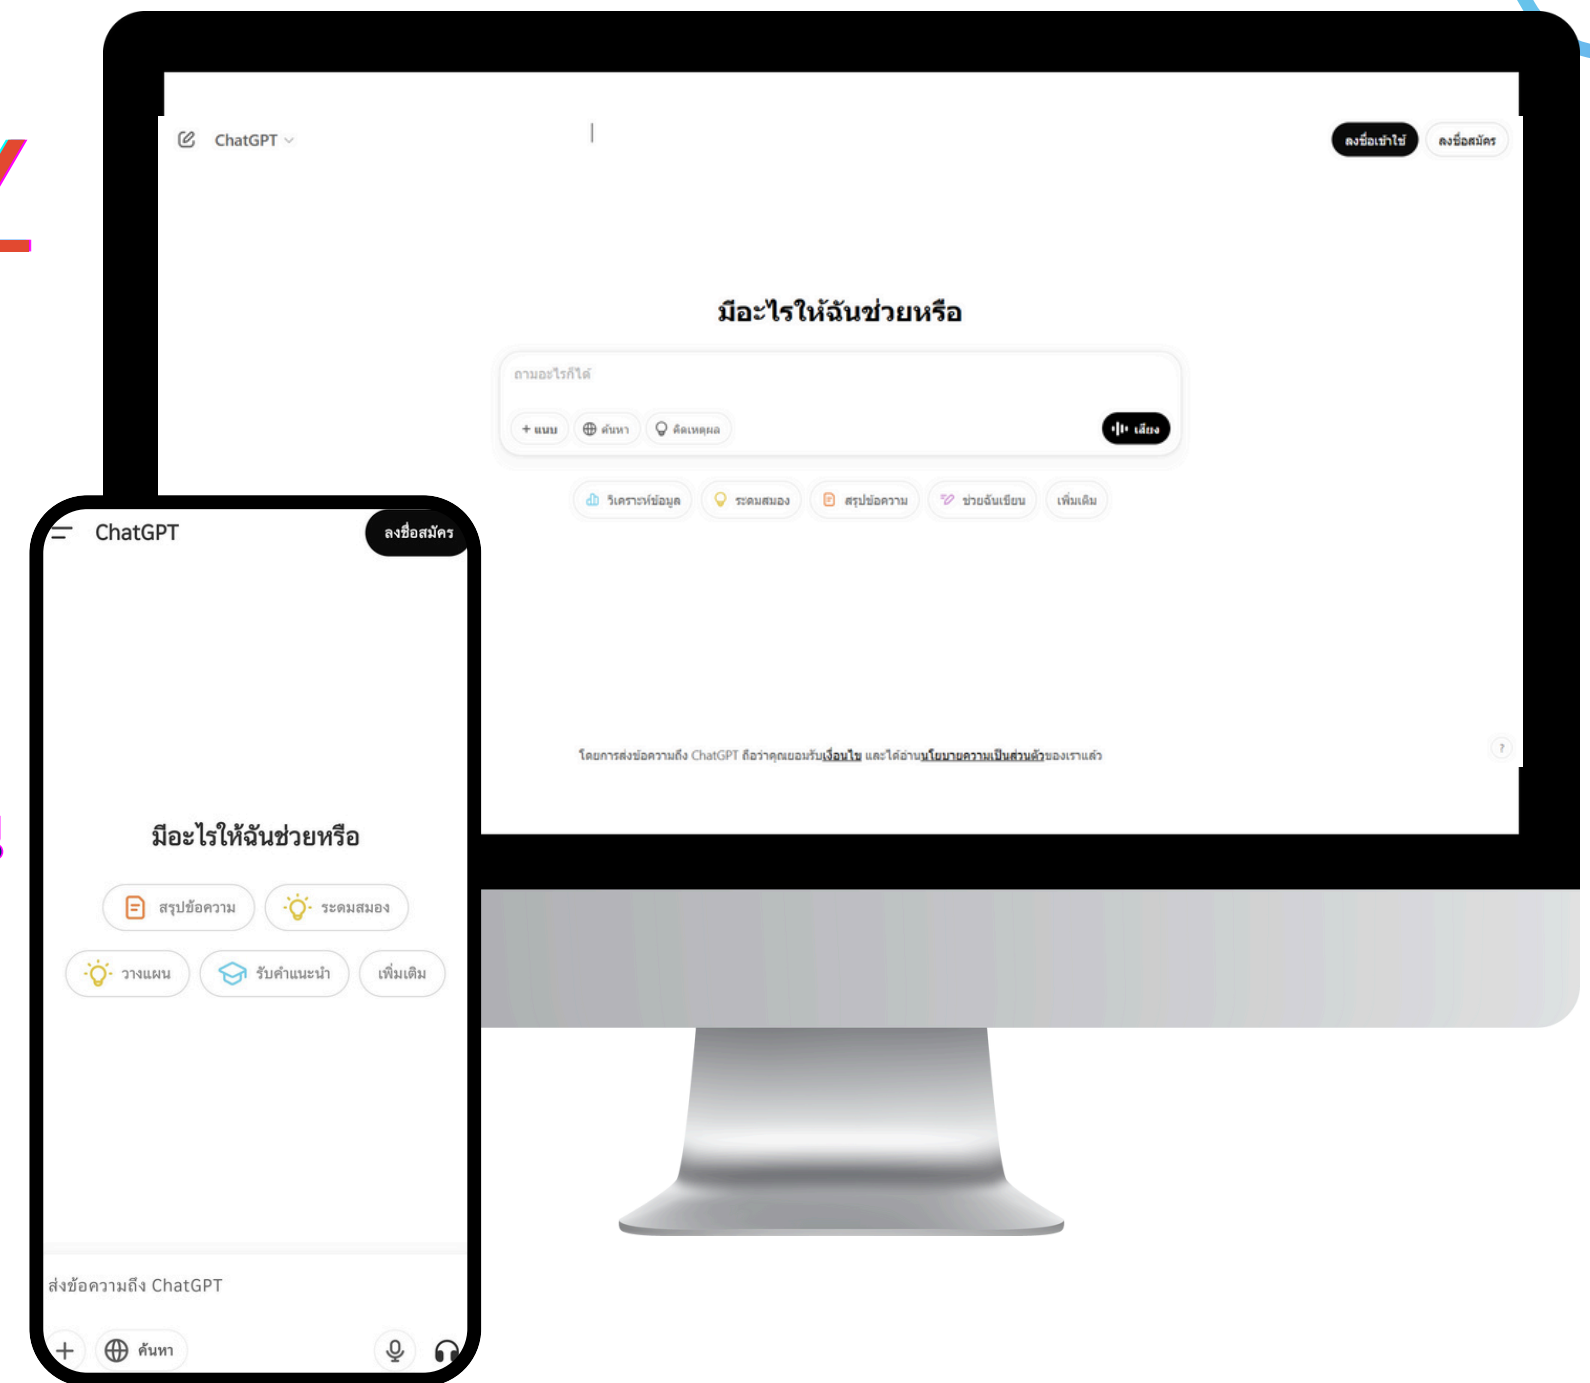 ChatGPT
ลงชื่อเข้าใช้ ลงชื่อสมัคร
มีอะไรให้ฉันช่วยหรือ
ถามอะไรก็ได้
+ แนบ ค้นหา คิดเหตุผล เสียง
วิเคราะห์ข้อมูล ระดมสมอง สรุปข้อความ ช่วยฉันเขียน เพิ่มเติม
โดยการส่งข้อความถึง ChatGPT ถือว่าคุณยอมรับเงื่อนไข และได้อ่านนโยบายความเป็นส่วนตัวของเราแล้ว
?
ChatGPT ลงชื่อสมัคร
มีอะไรให้ฉันช่วยหรือ
สรุปข้อความ ระดมสมอง
วางแผน รับคำแนะนำ เพิ่มเติม
ส่งข้อความถึง ChatGPT
+ ค้นหา